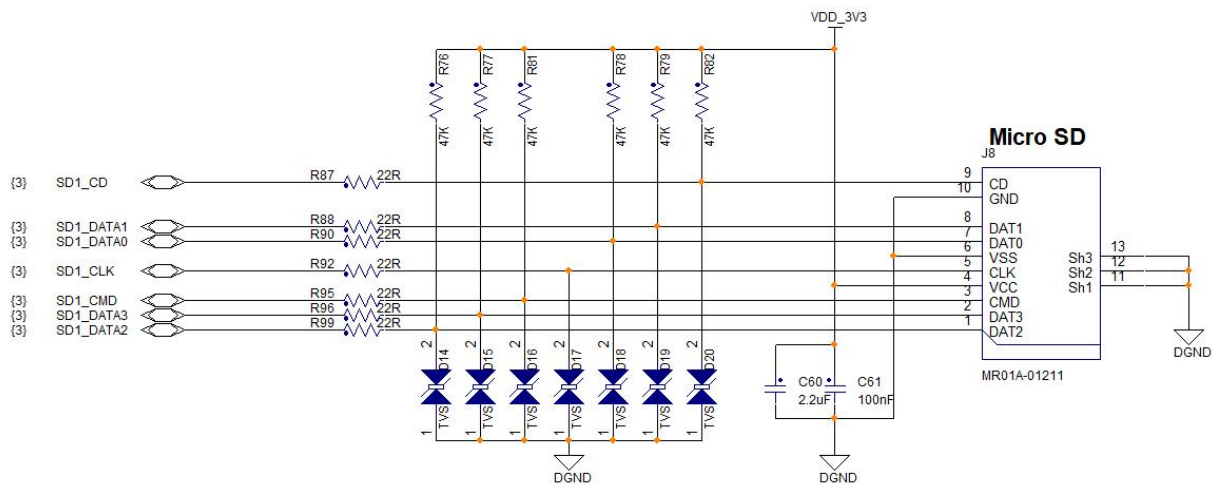 VDD_3V3
R76 R77 R81 R78 R79 R82
47K 47K 47K 47K 47K 47K
Micro SD
J8
{3} SD1_CD R87 22R 9 CD
10 GND
{3} SD1_DATA1 R88 22R 8 DAT1
{3} SD1_DATA0 R90 22R 7 DAT0
6 VSS Sh3 13
{3} SD1_CLK R92 22R 5 CLK Sh2 12
4 VCC Sh1 11
{3} SD1_CMD R95 22R 3 CMD
{3} SD1_DATA3 R96 22R 2 DAT3
{3} SD1_DATA2 R99 22R 1 DAT2
DGND
MR01A-01211
2 2 2 2 2 2 2
D14 D15 D16 D17 D18 D19 D20
TVS TVS TVS TVS TVS TVS TVS
1 1 1 1 1 1 1
C60 C61
2.2uF 100nF
DGND DGND